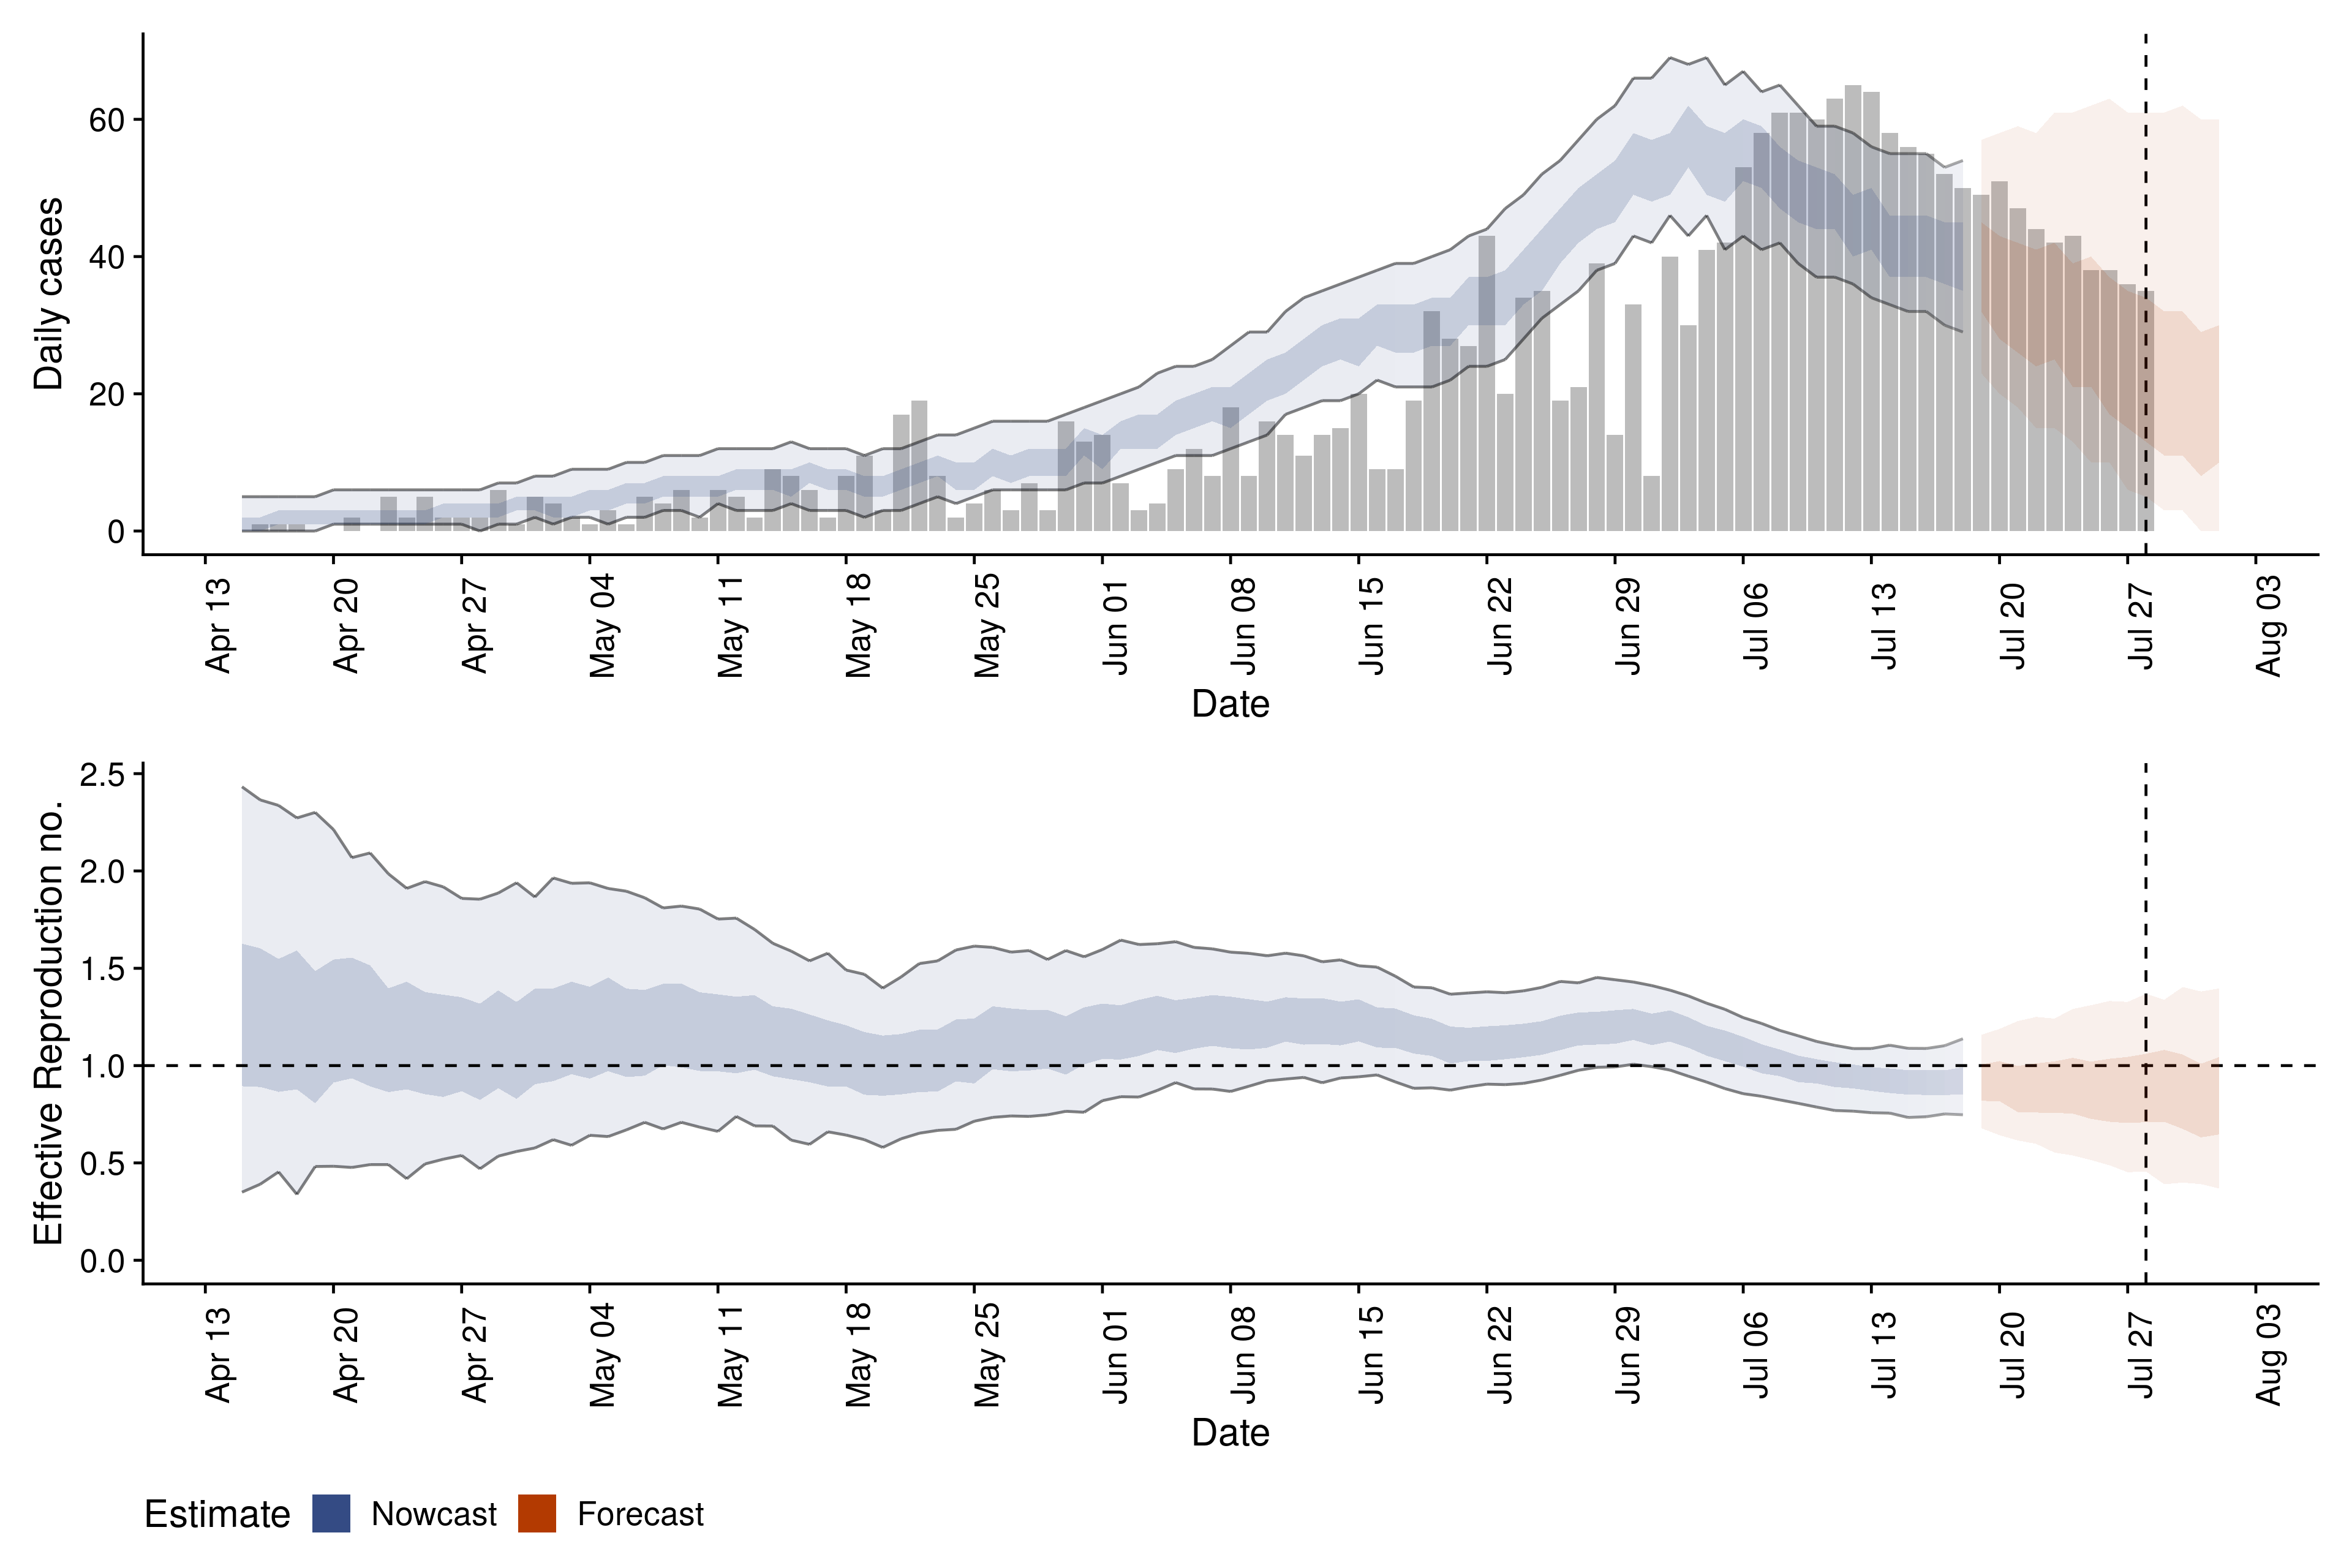 Daily cases
60
40
20
0
Apr 13
Apr 20
Apr 27
May 04
May 11
May 18
May 25
Jun 01
Jun 08
Jun 15
Jun 22
Jun 29
Jul 06
Jul 13
Jul 20
Jul 27
Aug 03
Date
Effective Reproduction no.
2.5
2.0
1.5
1.0
0.5
0.0
Apr 13
Apr 20
Apr 27
May 04
May 11
May 18
May 25
Jun 01
Jun 08
Jun 15
Jun 22
Jun 29
Jul 06
Jul 13
Jul 20
Jul 27
Aug 03
Date
Estimate Nowcast Forecast